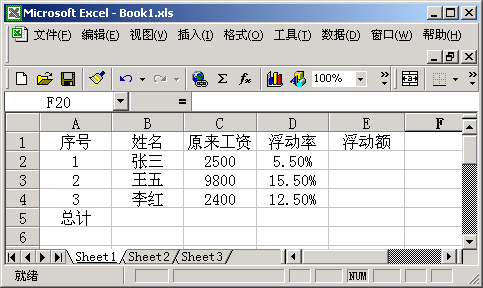 Microsoft Excel - Book1.xls
文件(F) 编辑(E) 视图(V) 插入(I) 格式(O) 工具(T) 数据(D) 窗口(W) 帮助(H)
Σ fx 100%
F20 =
A B C D E F
1 序号 姓名 原来工资 浮动率 浮动额
2 1 张三 2500 5.50%
3 2 王五 9800 15.50%
4 3 李红 2400 12.50%
5 总计
6
Sheet1 Sheet2 Sheet3
就绪 NUM